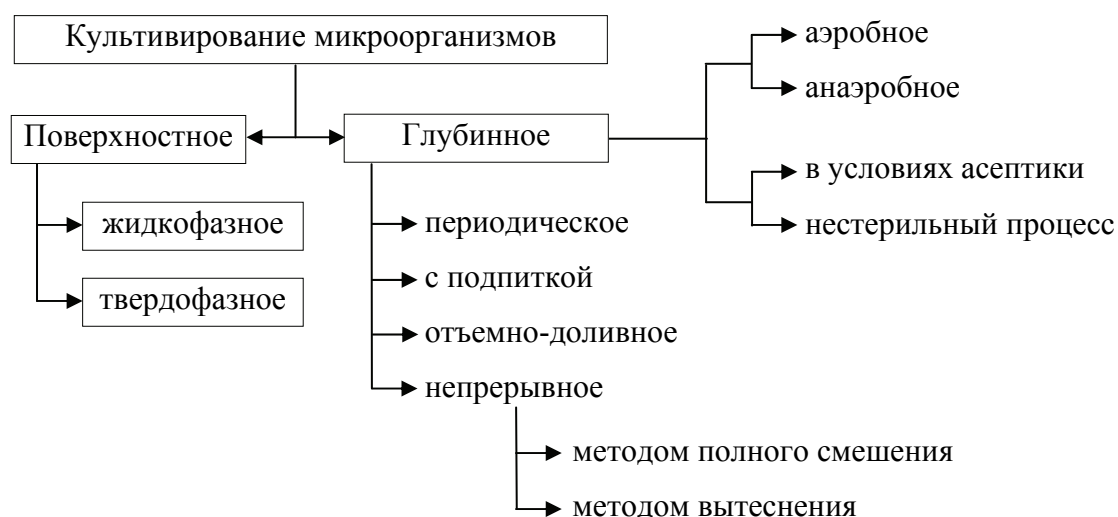 Культивирование микроорганизмов
Поверхностное
жидкофазное
твердофазное
Глубинное
периодическое
с подпиткой
отъемно-доливное
непрерывное
методом полного смешения
методом вытеснения
аэробное
анаэробное
в условиях асептики
нестерильный процесс